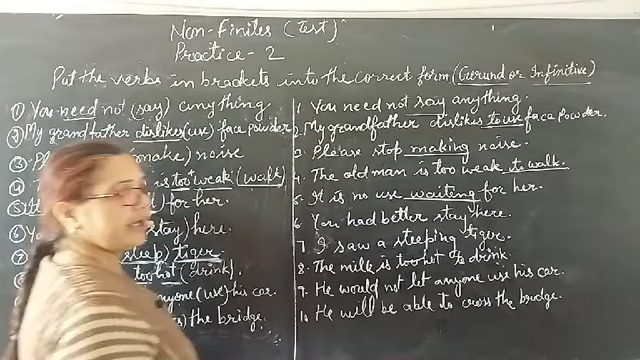 Non-Finites (Test)
Practice-2
Put the verbs in brackets into the correct form (Gerund or Infinitive)
① You need not (say) anything
② My grandfather dislikes (use) face powder
③ (make) noise
④ is too weak (walk)
⑤ for her.
⑥ stay) here
⑦ sleep) tiger
too hot (drink).
anyone (use) his car.
) the bridge.
1. You need not say anything.
2. My grandfather dislikes to use face powder.
3. Please stop making noise.
4. The old man is too weak to walk.
5. It is no use waiteng for her.
6. You had better stay here.
7. I saw a sleeping tiger.
8. The milk is too hot to drink.
9. He would not let anyone use his car.
10. He will be able to cross the bridge.